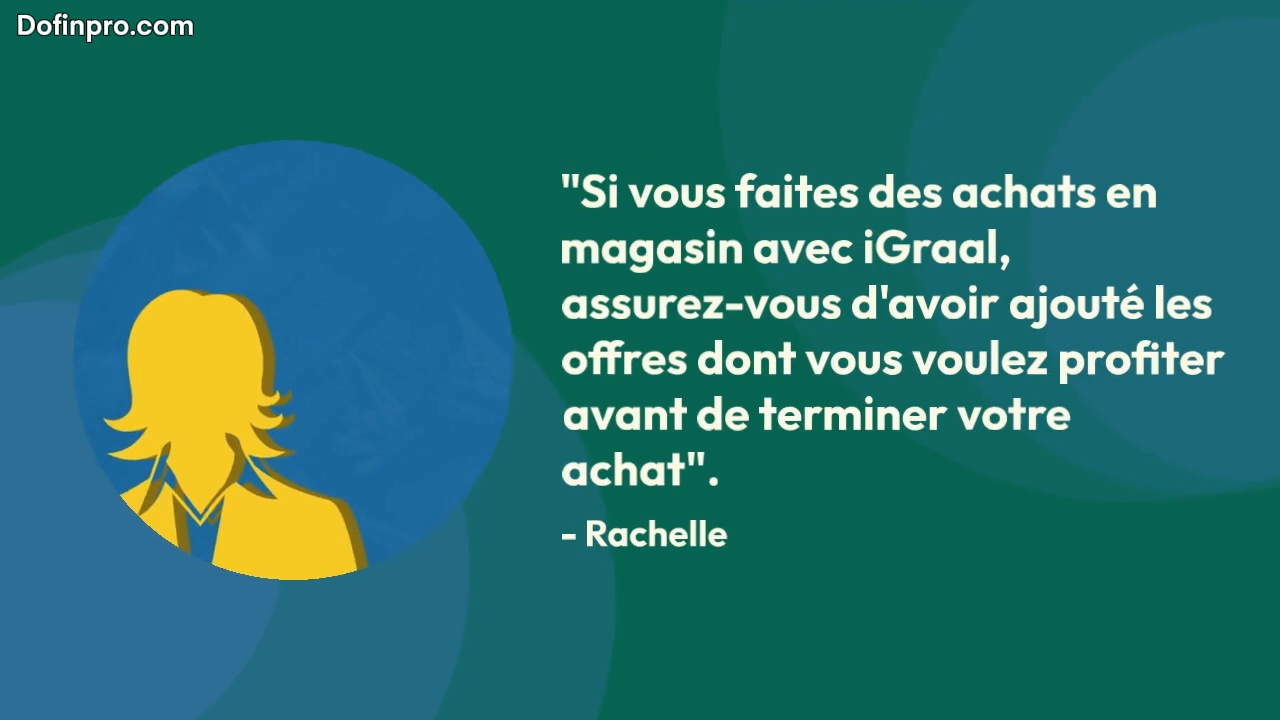 Dofinpro.com
"Si vous faites des achats en
magasin avec iGraal,
assurez-vous d'avoir ajouté les
offres dont vous voulez profiter
avant de terminer votre
achat".
- Rachelle